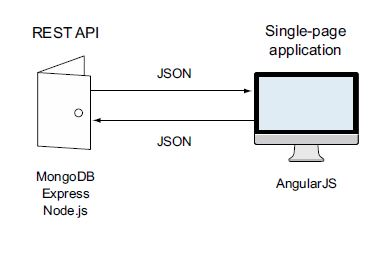 REST API
Single-page
application
JSON
JSON
MongoDB
Express
Node.js
AngularJS